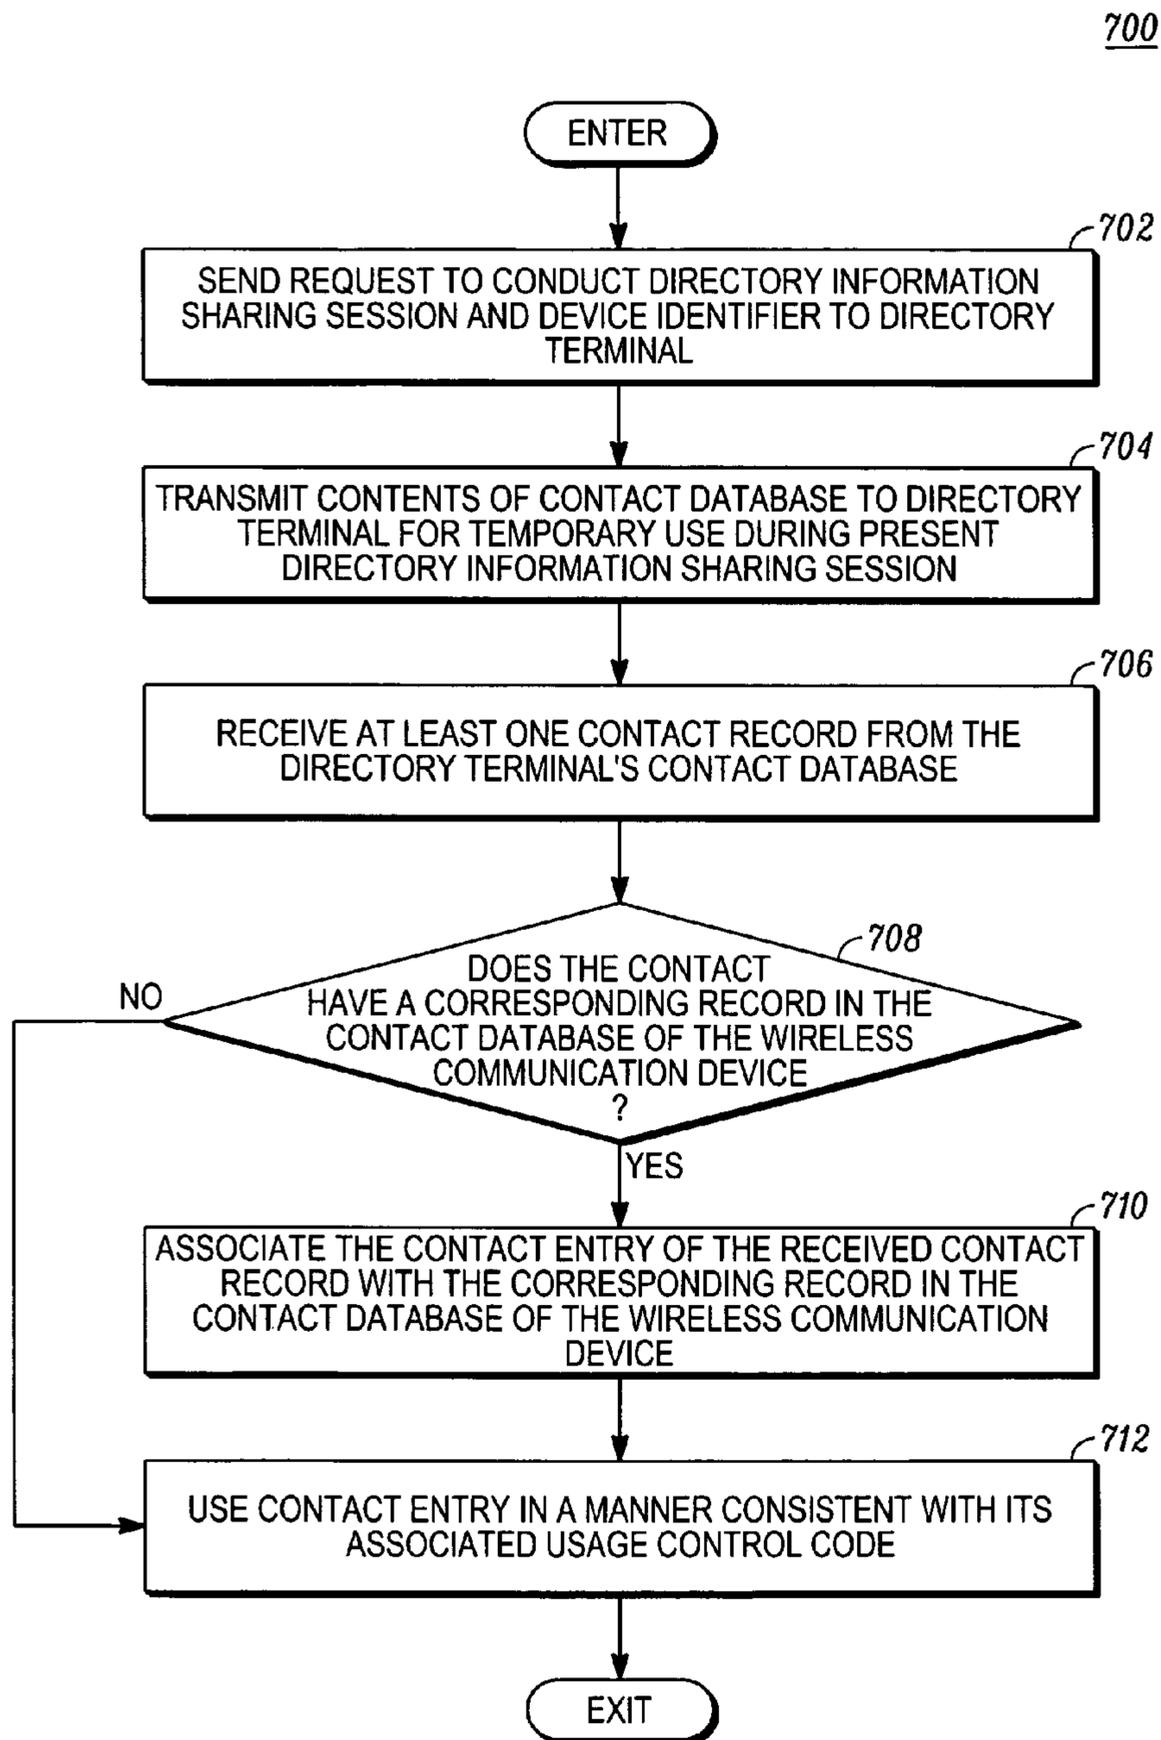 700
ENTER
702
SEND REQUEST TO CONDUCT DIRECTORY INFORMATION
SHARING SESSION AND DEVICE IDENTIFIER TO DIRECTORY
TERMINAL
704
TRANSMIT CONTENTS OF CONTACT DATABASE TO DIRECTORY
TERMINAL FOR TEMPORARY USE DURING PRESENT
DIRECTORY INFORMATION SHARING SESSION
706
RECEIVE AT LEAST ONE CONTACT RECORD FROM THE
DIRECTORY TERMINAL'S CONTACT DATABASE
708
DOES THE CONTACT
HAVE A CORRESPONDING RECORD IN THE
CONTACT DATABASE OF THE WIRELESS
COMMUNICATION DEVICE
?
NO
YES
710
ASSOCIATE THE CONTACT ENTRY OF THE RECEIVED CONTACT
RECORD WITH THE CORRESPONDING RECORD IN THE
CONTACT DATABASE OF THE WIRELESS COMMUNICATION
DEVICE
712
USE CONTACT ENTRY IN A MANNER CONSISTENT WITH ITS
ASSOCIATED USAGE CONTROL CODE
EXIT